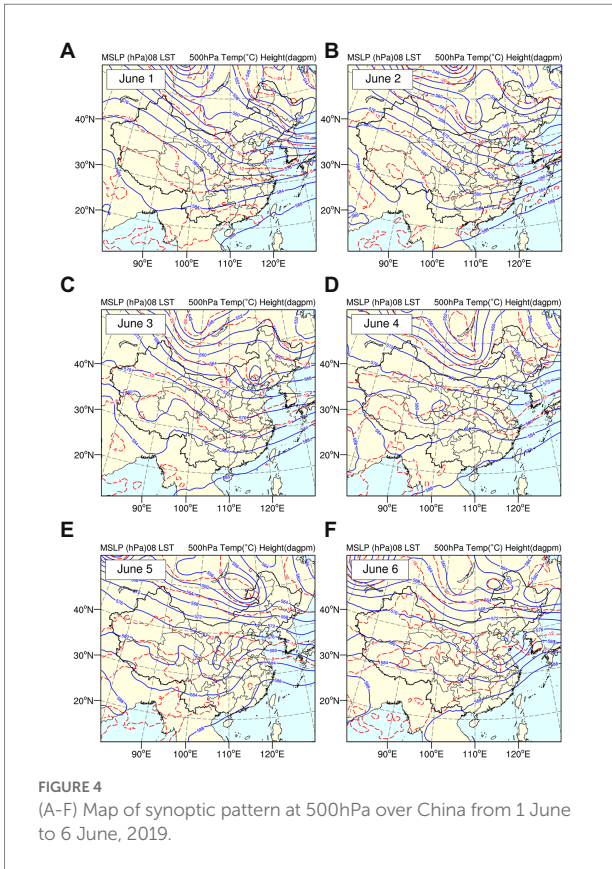 A
MSLP (hPa)08 LST 500hPa Temp(°C) Height(dagpm)
June 1
40°N
30°N
20°N
90°E 100°E 110°E 120°E
B
MSLP (hPa)08 LST 500hPa Temp(°C) Height(dagpm)
June 2
40°N
30°N
20°N
90°E 100°E 110°E 120°E
C
MSLP (hPa)08 LST 500hPa Temp(°C) Height(dagpm)
June 3
40°N
30°N
20°N
90°E 100°E 110°E 120°E
D
MSLP (hPa)08 LST 500hPa Temp(°C) Height(dagpm)
June 4
40°N
30°N
20°N
90°E 100°E 110°E 120°E
E
MSLP (hPa)08 LST 500hPa Temp(°C) Height(dagpm)
June 5
40°N
30°N
20°N
90°E 100°E 110°E 120°E
F
MSLP (hPa)08 LST 500hPa Temp(°C) Height(dagpm)
June 6
40°N
30°N
20°N
90°E 100°E 110°E 120°E
FIGURE 4
(A-F) Map of synoptic pattern at 500hPa over China from 1 June
to 6 June, 2019.